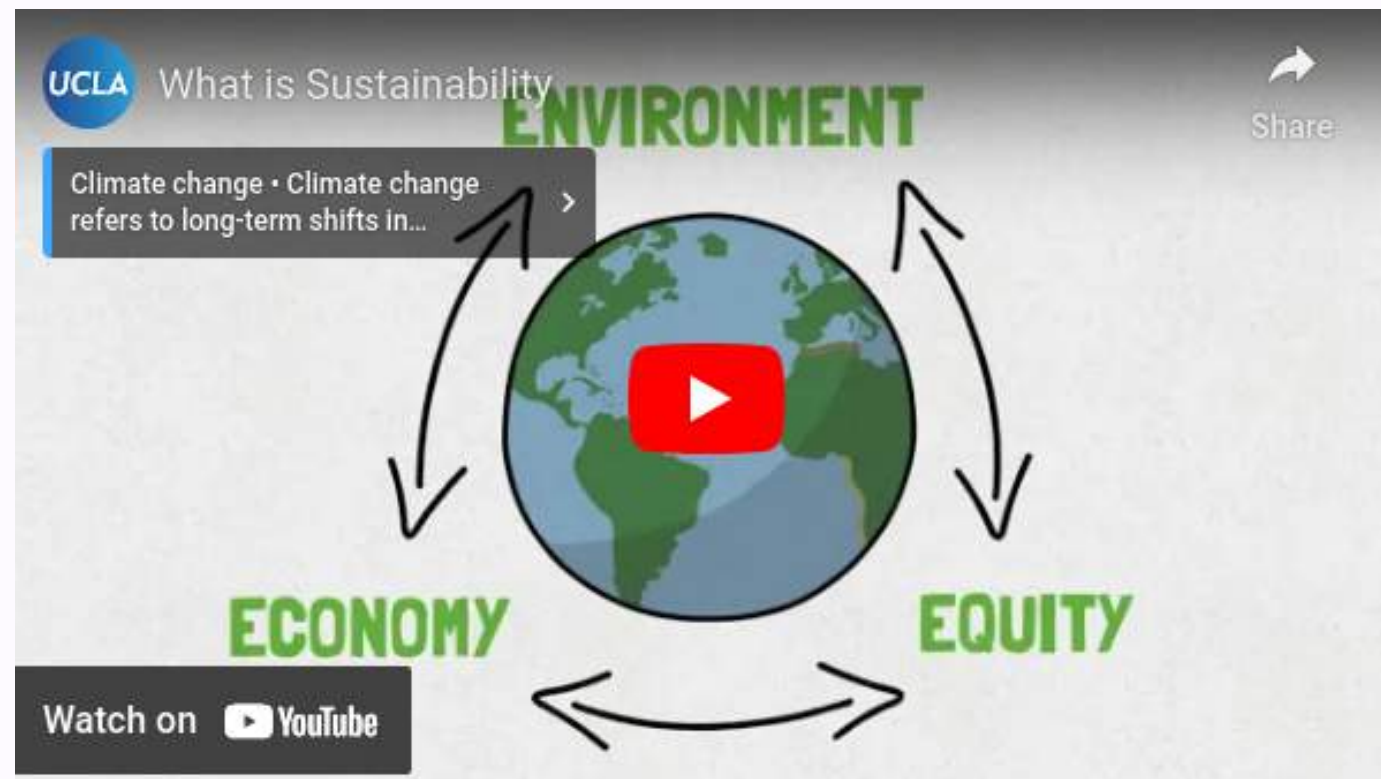 UCLA
What is Sustainability
Share
ENVIRONMENT
Climate change • Climate change
refers to long-term shifts in...
ECONOMY
EQUITY
Watch on YouTube